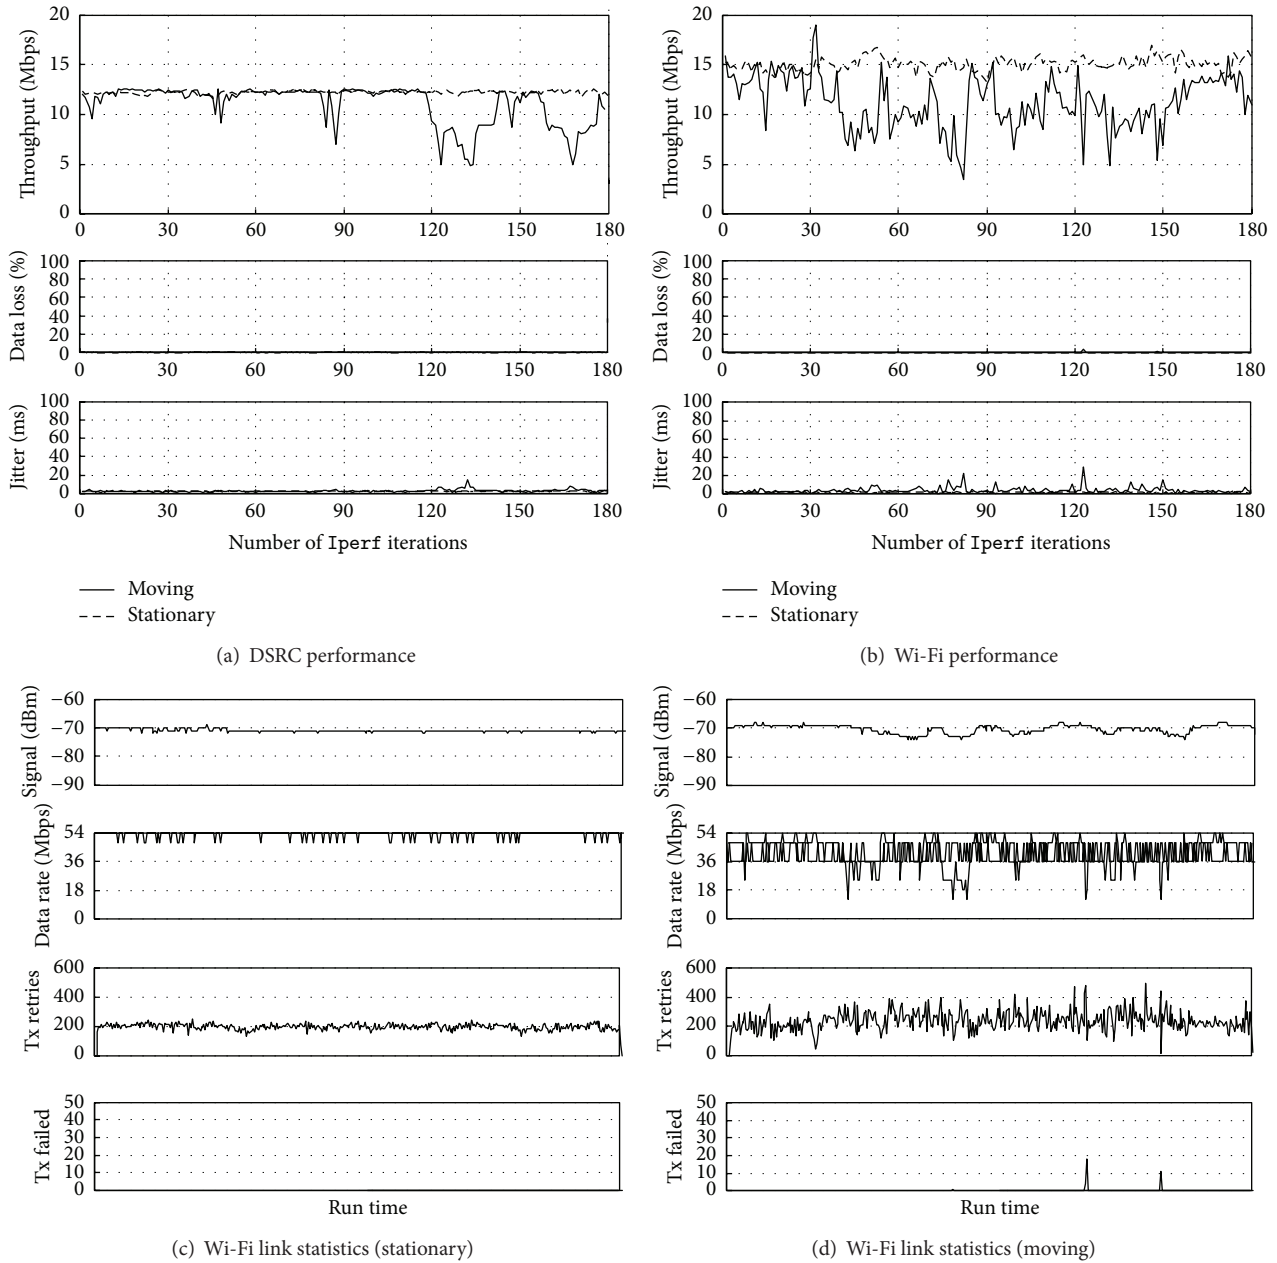 Throughput (Mbps)
20
15
10
5
0
0 30 60 90 120 150 180
Data loss (%)
100
80
60
40
20
0
0 30 60 90 120 150 180
Jitter (ms)
100
80
60
40
20
0
0 30 60 90 120 150 180
Number of Iperf iterations
Moving
Stationary
(a) DSRC performance
Throughput (Mbps)
20
15
10
5
0
0 30 60 90 120 150 180
Data loss (%)
100
80
60
40
20
0
0 30 60 90 120 150 180
Jitter (ms)
100
80
60
40
20
0
0 30 60 90 120 150 180
Number of Iperf iterations
Moving
Stationary
(b) Wi-Fi performance
Signal (dBm)
−60
−70
−80
−90
Data rate (Mbps)
54
36
18
0
Tx retries
600
400
200
0
Tx failed
50
40
30
20
10
0
Run time
(c) Wi-Fi link statistics (stationary)
Signal (dBm)
−60
−70
−80
−90
Data rate (Mbps)
54
36
18
0
Tx retries
600
400
200
0
Tx failed
50
40
30
20
10
0
Run time
(d) Wi-Fi link statistics (moving)